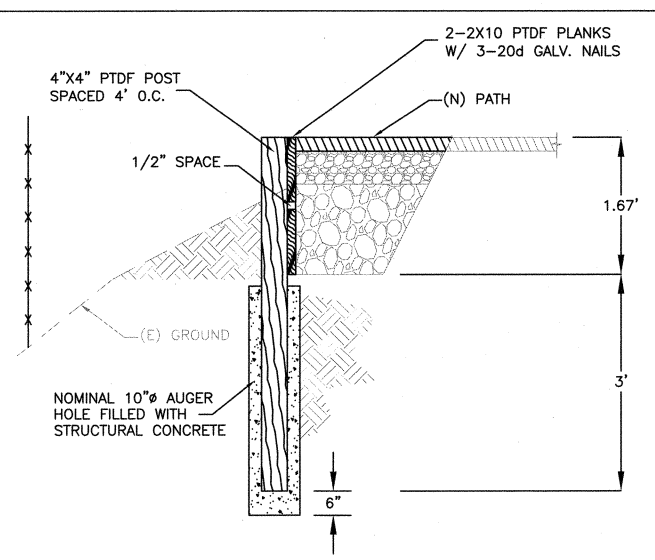 2-2X10 PTDF PLANKS
W/ 3-20d GALV. NAILS
4"X4" PTDF POST
SPACED 4' O.C.
(N) PATH
1/2" SPACE
1.67'
(E) GROUND
3'
NOMINAL 10"ø AUGER
HOLE FILLED WITH
STRUCTURAL CONCRETE
6"